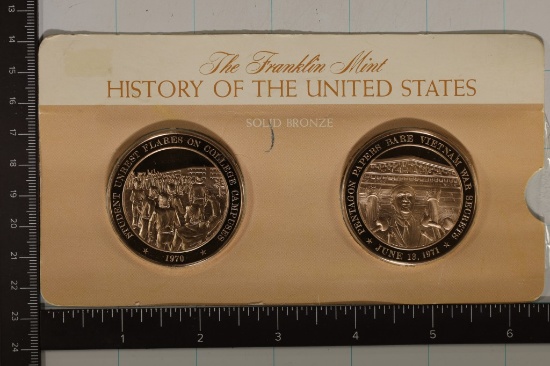 The Franklin Mint
HISTORY OF THE UNITED STATES
SOLID BRONZE
STUDENT UNREST FLARES ON COLLEGE CAMPUSES
1970
PENTAGON PAPERS BARE VIETNAM WAR SECRETS
JUNE 13, 1971
13
14
15
16
17
18
19
20
21
22
23
24
1 2 3 4 5 6